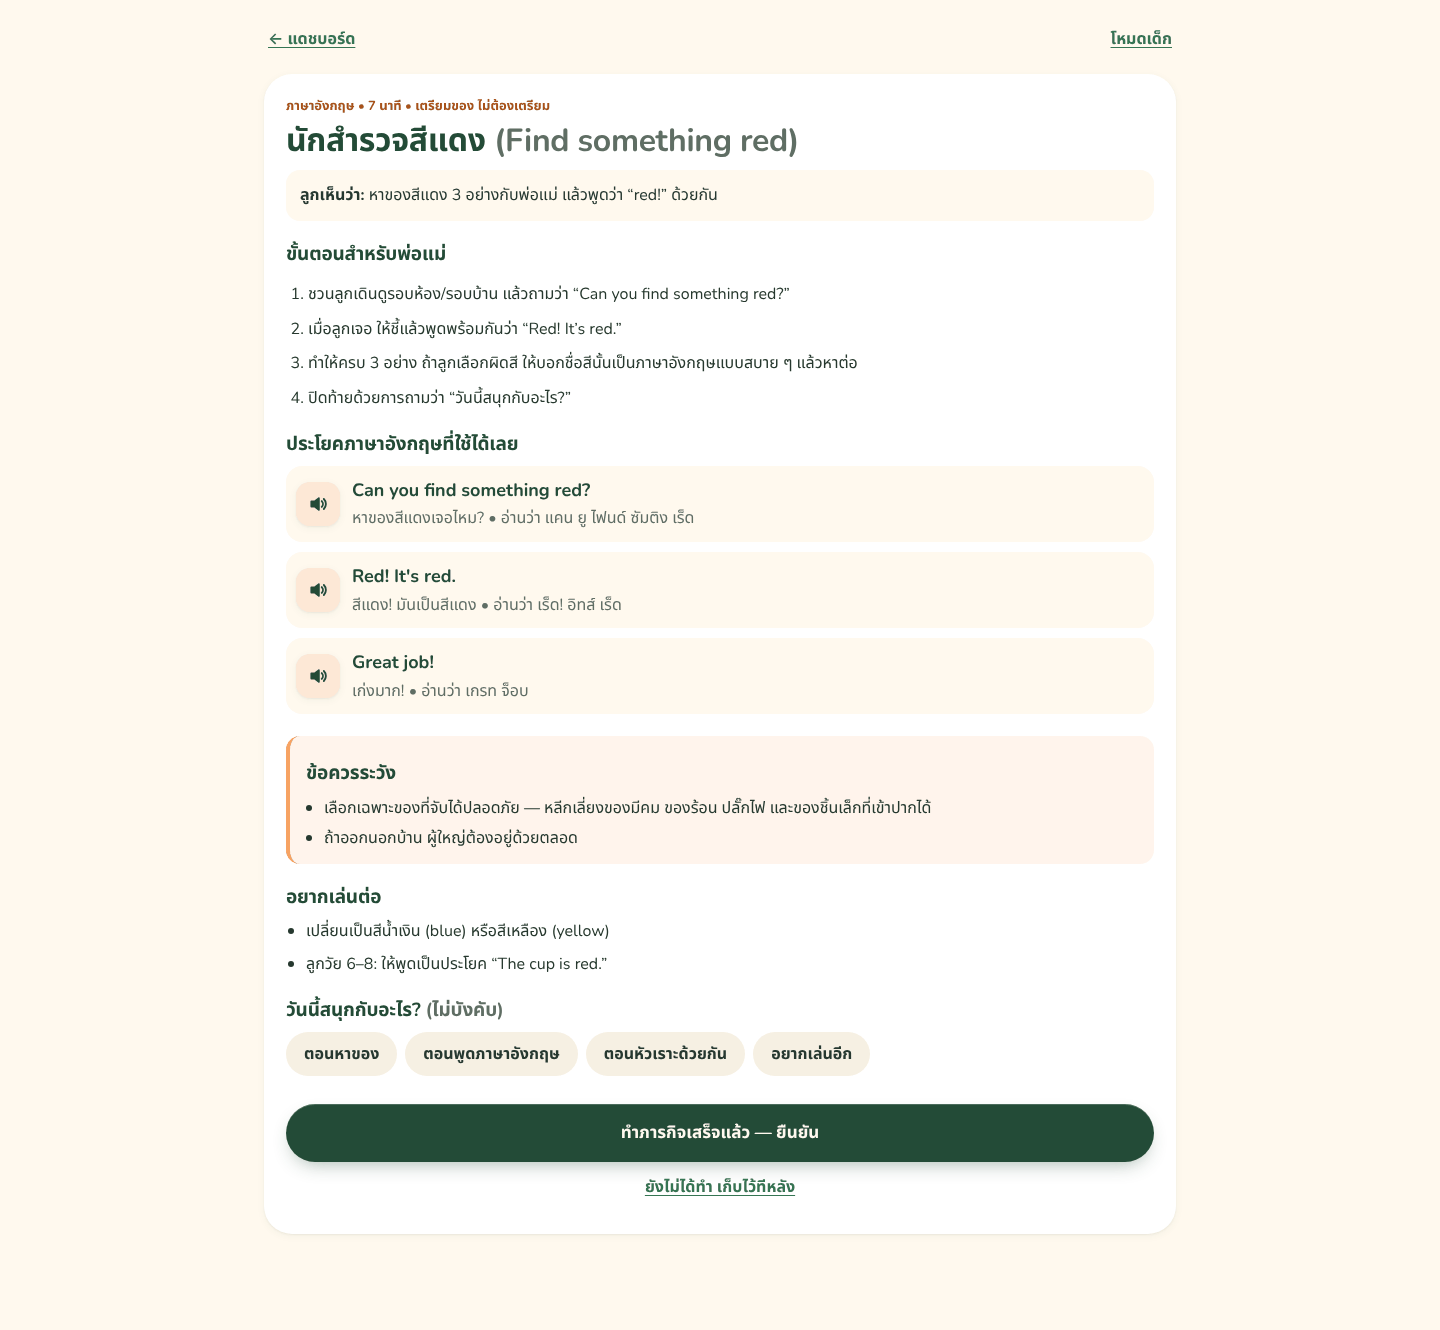 ← แดชบอร์ด
โหมดเด็ก
ภาษาอังกฤษ • 7 นาที • เตรียมของ ไม่ต้องเตรียม
นักสำรวจสีแดง (Find something red)
ลูกเห็นว่า: หาของสีแดง 3 อย่างกับพ่อแม่ แล้วพูดว่า “red!” ด้วยกัน
ขั้นตอนสำหรับพ่อแม่
1. ชวนลูกเดินดูรอบห้อง/รอบบ้าน แล้วถามว่า “Can you find something red?”
2. เมื่อลูกเจอ ให้ชี้แล้วพูดพร้อมกันว่า “Red! It’s red.”
3. ทำให้ครบ 3 อย่าง ถ้าลูกเลือกผิดสี ให้บอกชื่อสีนั้นเป็นภาษาอังกฤษแบบสบาย ๆ แล้วหาต่อ
4. ปิดท้ายด้วยการถามว่า “วันนี้สนุกกับอะไร?”
ประโยคภาษาอังกฤษที่ใช้ได้เลย
Can you find something red?
หาของสีแดงเจอไหม? • อ่านว่า แคน ยู ไฟนด์ ซัมติง เร็ด
Red! It's red.
สีแดง! มันเป็นสีแดง • อ่านว่า เร็ด! อิทส์ เร็ด
Great job!
เก่งมาก! • อ่านว่า เกรท จ็อบ
ข้อควรระวัง
• เลือกเฉพาะของที่จับได้ปลอดภัย — หลีกเลี่ยงของมีคม ของร้อน ปลั๊กไฟ และของชิ้นเล็กที่เข้าปากได้
• ถ้าออกนอกบ้าน ผู้ใหญ่ต้องอยู่ด้วยตลอด
อยากเล่นต่อ
• เปลี่ยนเป็นสีน้ำเงิน (blue) หรือสีเหลือง (yellow)
• ลูกวัย 6–8: ให้พูดเป็นประโยค “The cup is red.”
วันนี้สนุกกับอะไร? (ไม่บังคับ)
ตอนหาของ
ตอนพูดภาษาอังกฤษ
ตอนหัวเราะด้วยกัน
อยากเล่นอีก
ทำภารกิจเสร็จแล้ว — ยืนยัน
ยังไม่ได้ทำ เก็บไว้ทีหลัง